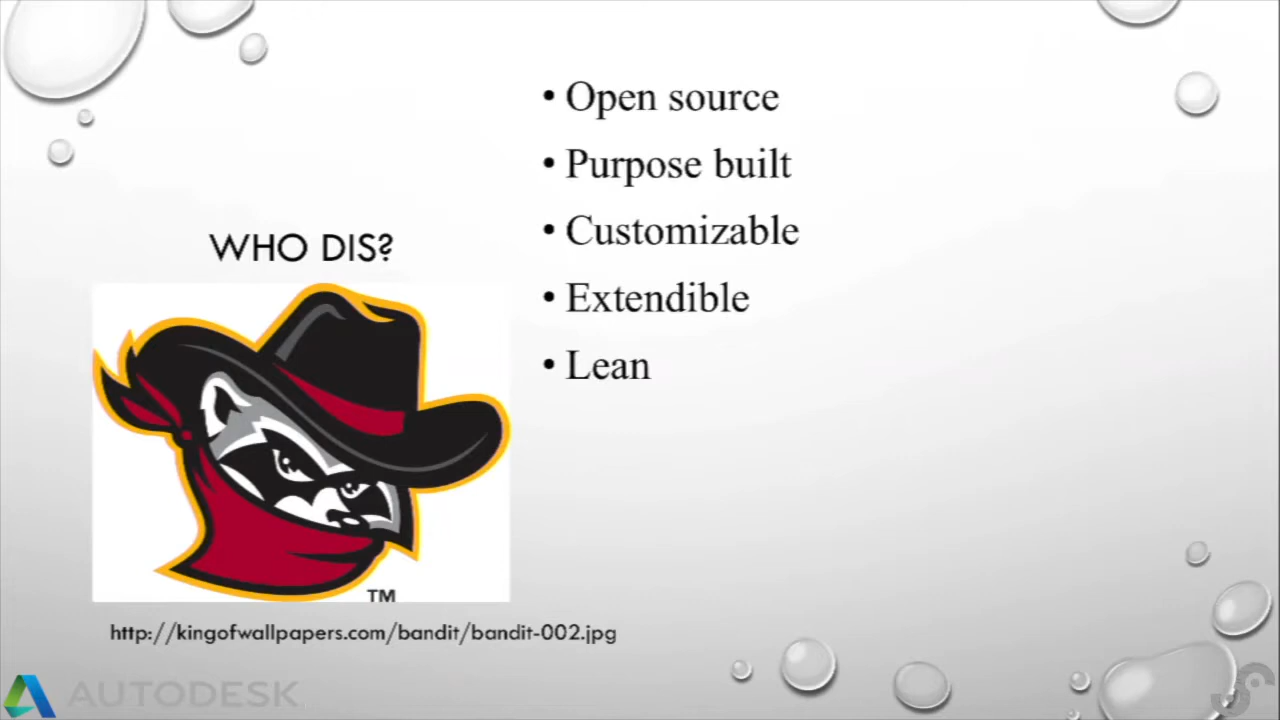 WHO DIS?
• Open source
• Purpose built
• Customizable
• Extendible
• Lean
TM
http://kingofwallpapers.com/bandit/bandit-002.jpg
AUTODESK.